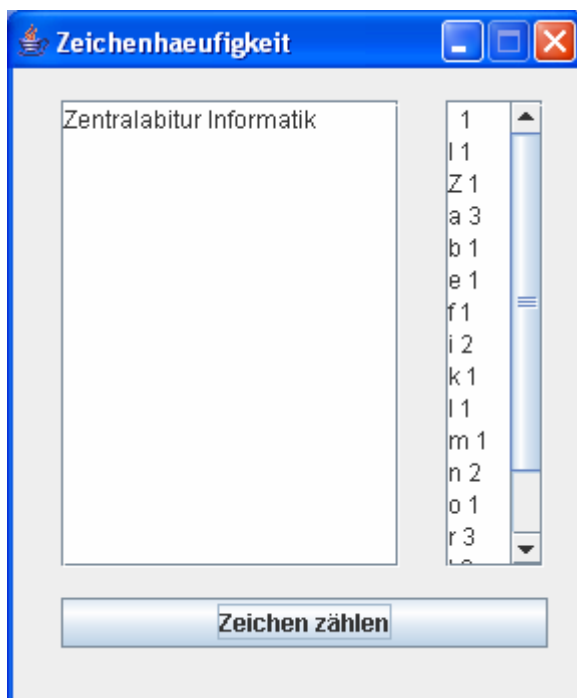 Zeichenhaeufigkeit
Zentralabitur Informatik
1
I 1
Z 1
a 3
b 1
e 1
f 1
i 2
k 1
l 1
m 1
n 2
o 1
r 3
Zeichen zählen